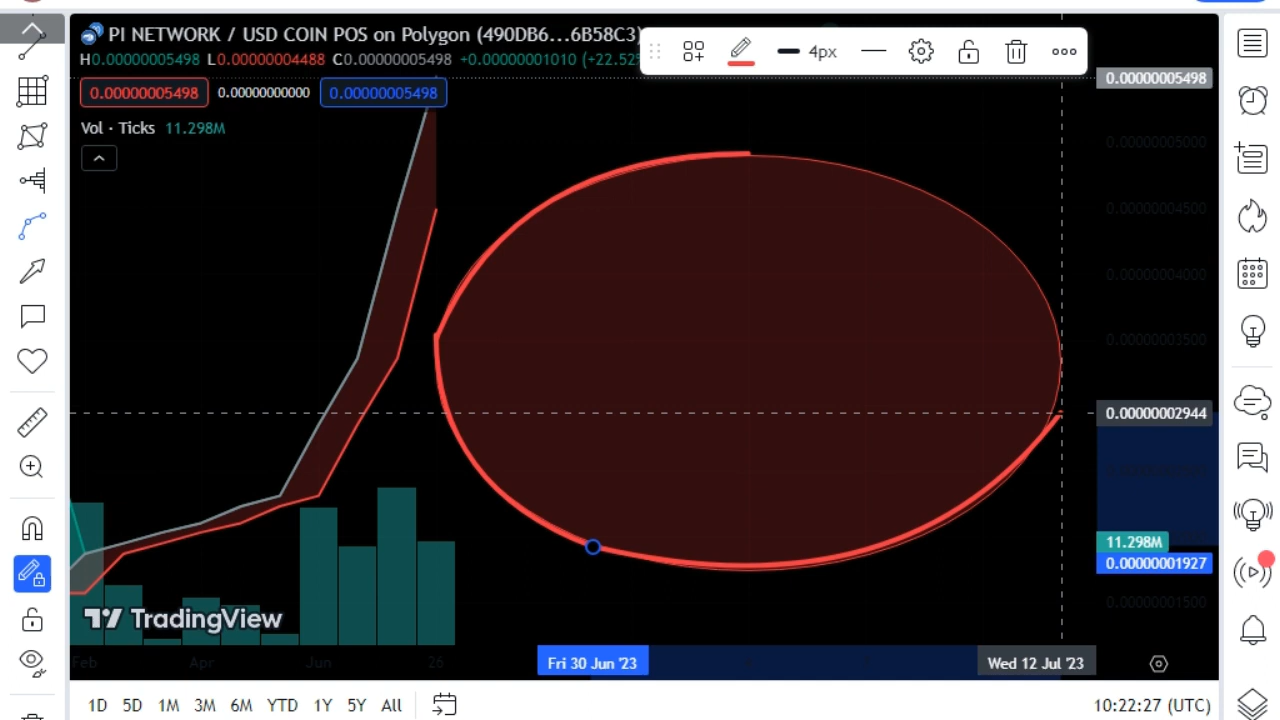 PI NETWORK / USD COIN POS on Polygon (490DB6...6B58C3)
4px
H0.00000005498 L0.00000004488 C0.00000005498 +0.00000001010 (+22.52%
0.00000005498
0.00000005498 0.00000000000 0.00000005498
Vol · Ticks 11.298M
0.00000005000
0.00000004500
0.00000004000
0.00000003500
0.00000002944
11.298M
0.00000001927
0.00000001500
TradingView
Feb Apr Jun 26 Fri 30 Jun '23 Wed 12 Jul '23
1D 5D 1M 3M 6M YTD 1Y 5Y All 10:22:27 (UTC)